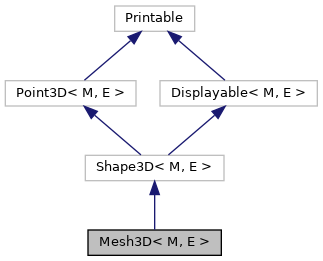 Printable
Point3D< M, E >
Displayable< M, E >
Shape3D< M, E >
Mesh3D< M, E >